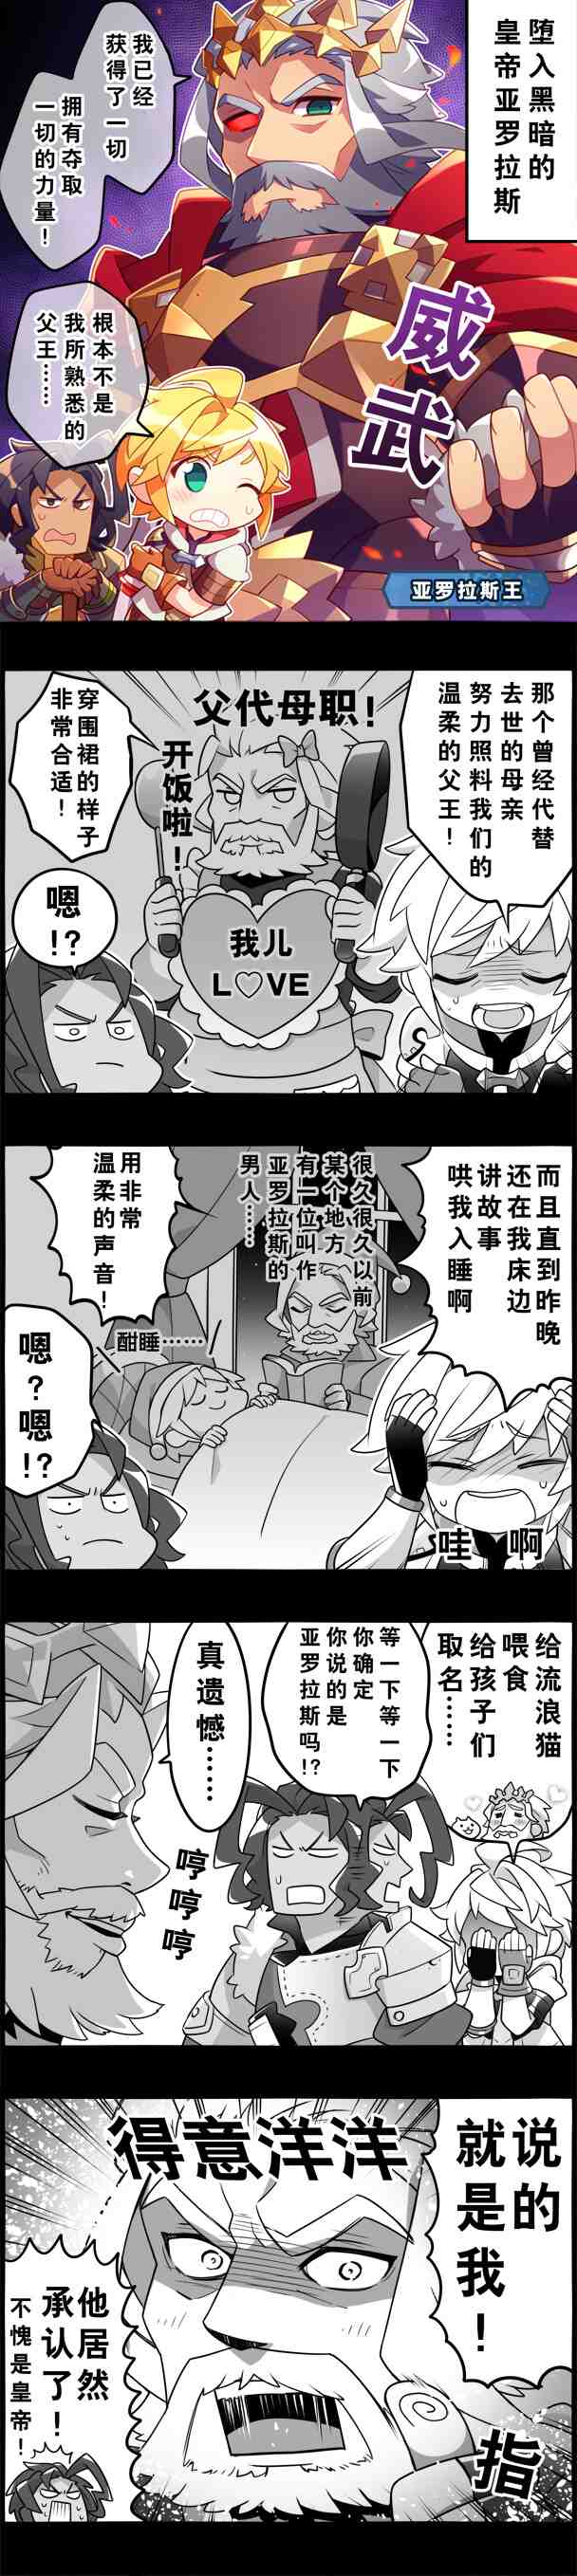 堕入黑暗的
皇帝亚罗拉斯
我已经
获得了一切
拥有夺取
一切的力量！
根本不是
我所熟悉的
父王……
威武
亚罗拉斯王
那个曾经代替
去世的母亲
努力照料我们的
温柔的父王！
父代母职！
开饭啦！
我儿
L♡VE
穿围裙的样子
非常合适！
嗯
！？
而且直到昨晚
还在我床边
讲故事
哄我入睡啊
很久很久以前
某个地方
有一位叫作
亚罗拉斯的
男人……
用非常
温柔的声音！
酣睡……
嗯？嗯！？
哇啊
给流浪猫
喂食
给孩子们
取名……
等一下等一下
你确定
你说的是
亚罗拉斯吗！？
真遗憾……
哼哼哼
说的
就是我！
得意洋洋
指
他居然
承认了！
不愧是皇帝！